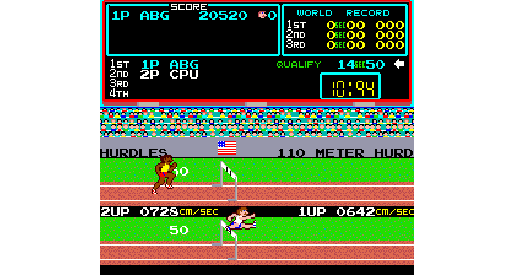 SCORE
1P ABG 20520 0
WORLD RECORD
1ST 0SEC00 000
2ND 0SEC00 000
3RD 0SEC00 000
1ST 1P ABG
2ND 2P CPU
3RD
4TH
QUALIFY 14SEC50
10:94
HURDLES 110 METER HURD
50
2UP 0728CM/SEC 1UP 0642CM/SEC
50